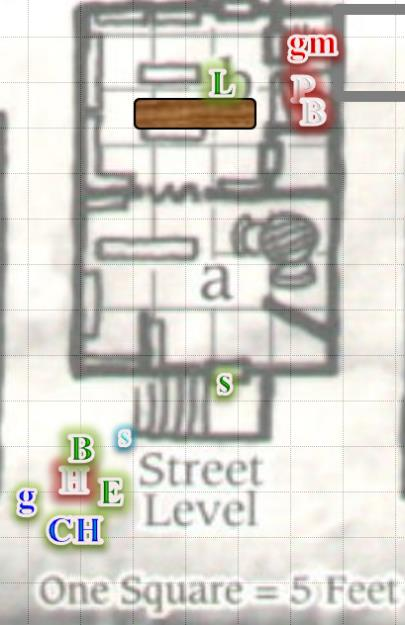 gm
L
P
B
a
s
B
s
H
E
g
CH
Street
Level
One Square = 5 Feet